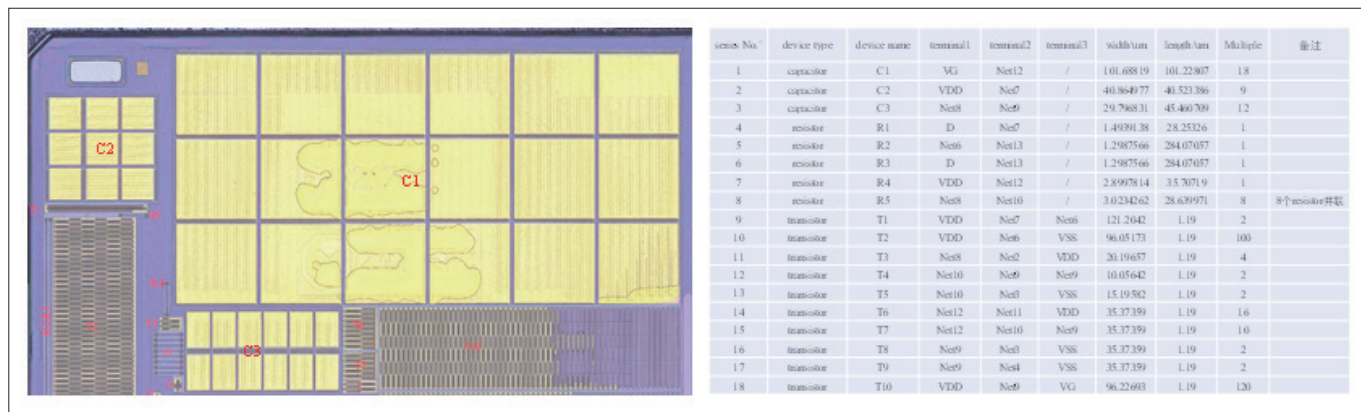 C2
C1
C3
series No.` device type device name terminal1 terminal2 terminal3 width/um length/um Multiple 备注
1 capacitor C1 VG Net12 / 101.68819 101.22807 18
2 capacitor C2 VDD Net7 / 40.864977 40.523386 9
3 capacitor C3 Net8 Net9 / 29.796831 45.460709 12
4 resistor R1 D Net7 / 1.4939138 28.25326 1
5 resistor R2 Net6 Net13 / 1.2987566 284.07057 1
6 resistor R3 D Net13 / 1.2987566 284.07057 1
7 resistor R4 VDD Net12 / 2.8997814 35.70719 1
8 resistor R5 Net8 Net10 / 3.0234262 28.639971 8 8个resistor并联
9 transistor T1 VDD Net7 Net6 121.2042 1.19 2
10 transistor T2 VDD Net6 VSS 96.05173 1.19 100
11 transistor T3 Net8 Net2 VDD 20.19657 1.19 4
12 transistor T4 Net10 Net9 Net9 10.05642 1.19 2
13 transistor T5 Net10 Net3 VSS 15.19582 1.19 2
14 transistor T6 Net12 Net11 VDD 35.37359 1.19 16
15 transistor T7 Net12 Net10 Net9 35.37359 1.19 10
16 transistor T8 Net9 Net3 VSS 35.37359 1.19 2
17 transistor T9 Net9 Net4 VSS 35.37359 1.19 2
18 transistor T10 VDD Net9 VG 96.22693 1.19 120